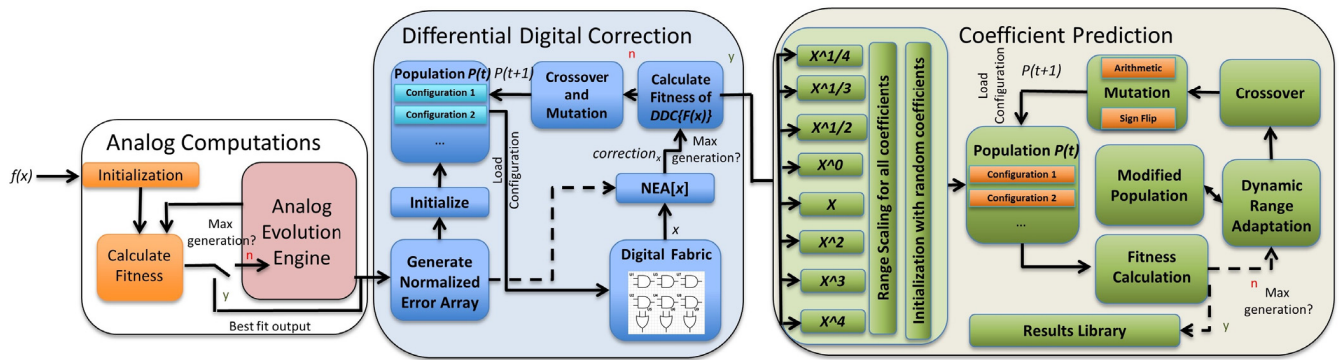 Analog Computations
f(x)
Initialization
Calculate
Fitness
Max
generation?
n
y
Analog
Evolution
Engine
Best fit output
Differential Digital Correction
Population P(t)
Configuration 1
Configuration 2
...
P(t+1)
Crossover
and
Mutation
n
y
Calculate
Fitness of
DDC{F(x)}
Load
Configuration
correctionx
Max
generation?
Initialize
NEA[x]
x
Generate
Normalized
Error Array
Digital Fabric
X^1/4
X^1/3
X^1/2
X^0
X
X^2
X^3
X^4
Range Scaling for all coefficients
Initialization with random coefficients
Coefficient Prediction
Load
Configuration
P(t+1)
Arithmetic
Mutation
Sign Flip
Crossover
Population P(t)
Configuration 1
Configuration 2
...
Modified
Population
Dynamic
Range
Adaptation
Fitness
Calculation
n
Max
generation?
y
Results Library